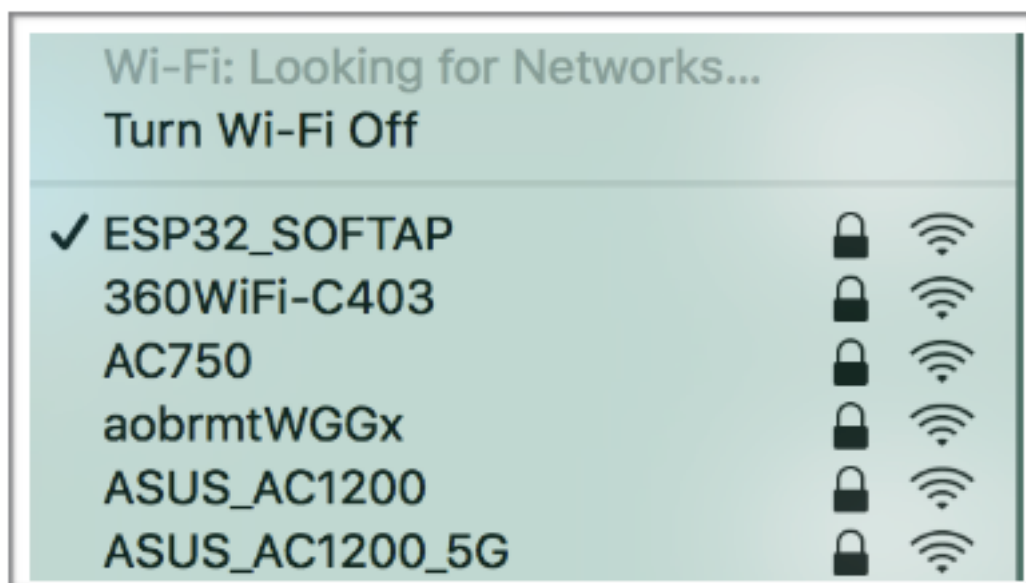 Wi-Fi: Looking for Networks...
Turn Wi-Fi Off
ESP32_SOFTAP
360WiFi-C403
AC750
aobrmtWGGx
ASUS_AC1200
ASUS_AC1200_5G